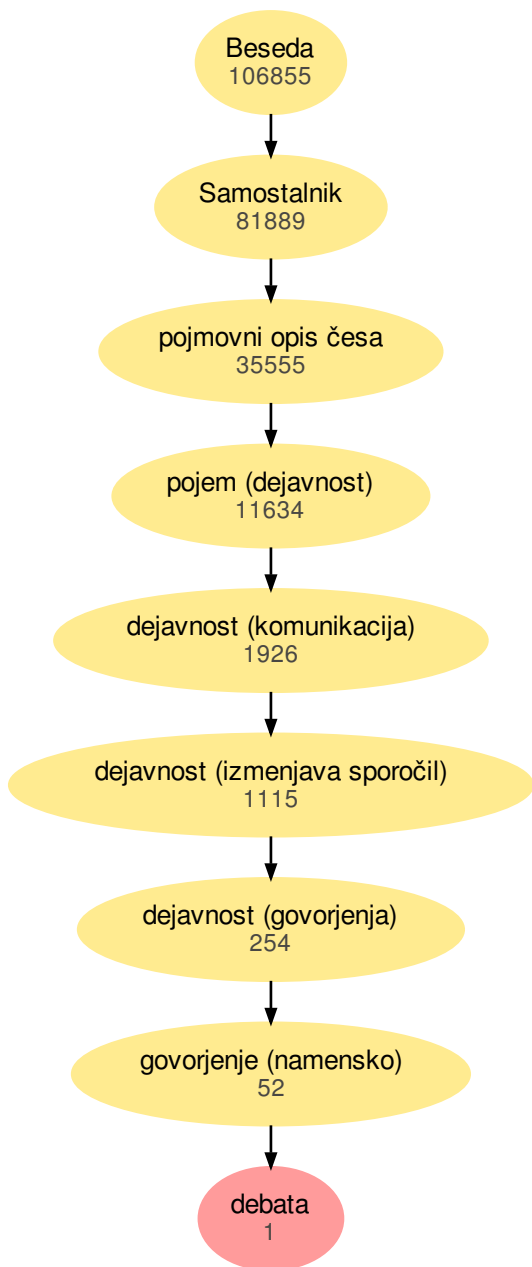 Beseda
106855
Samostalnik
81889
pojmovni opis česa
35555
pojem (dejavnost)
11634
dejavnost (komunikacija)
1926
dejavnost (izmenjava sporočil)
1115
dejavnost (govorjenja)
254
govorjenje (namensko)
52
debata
1